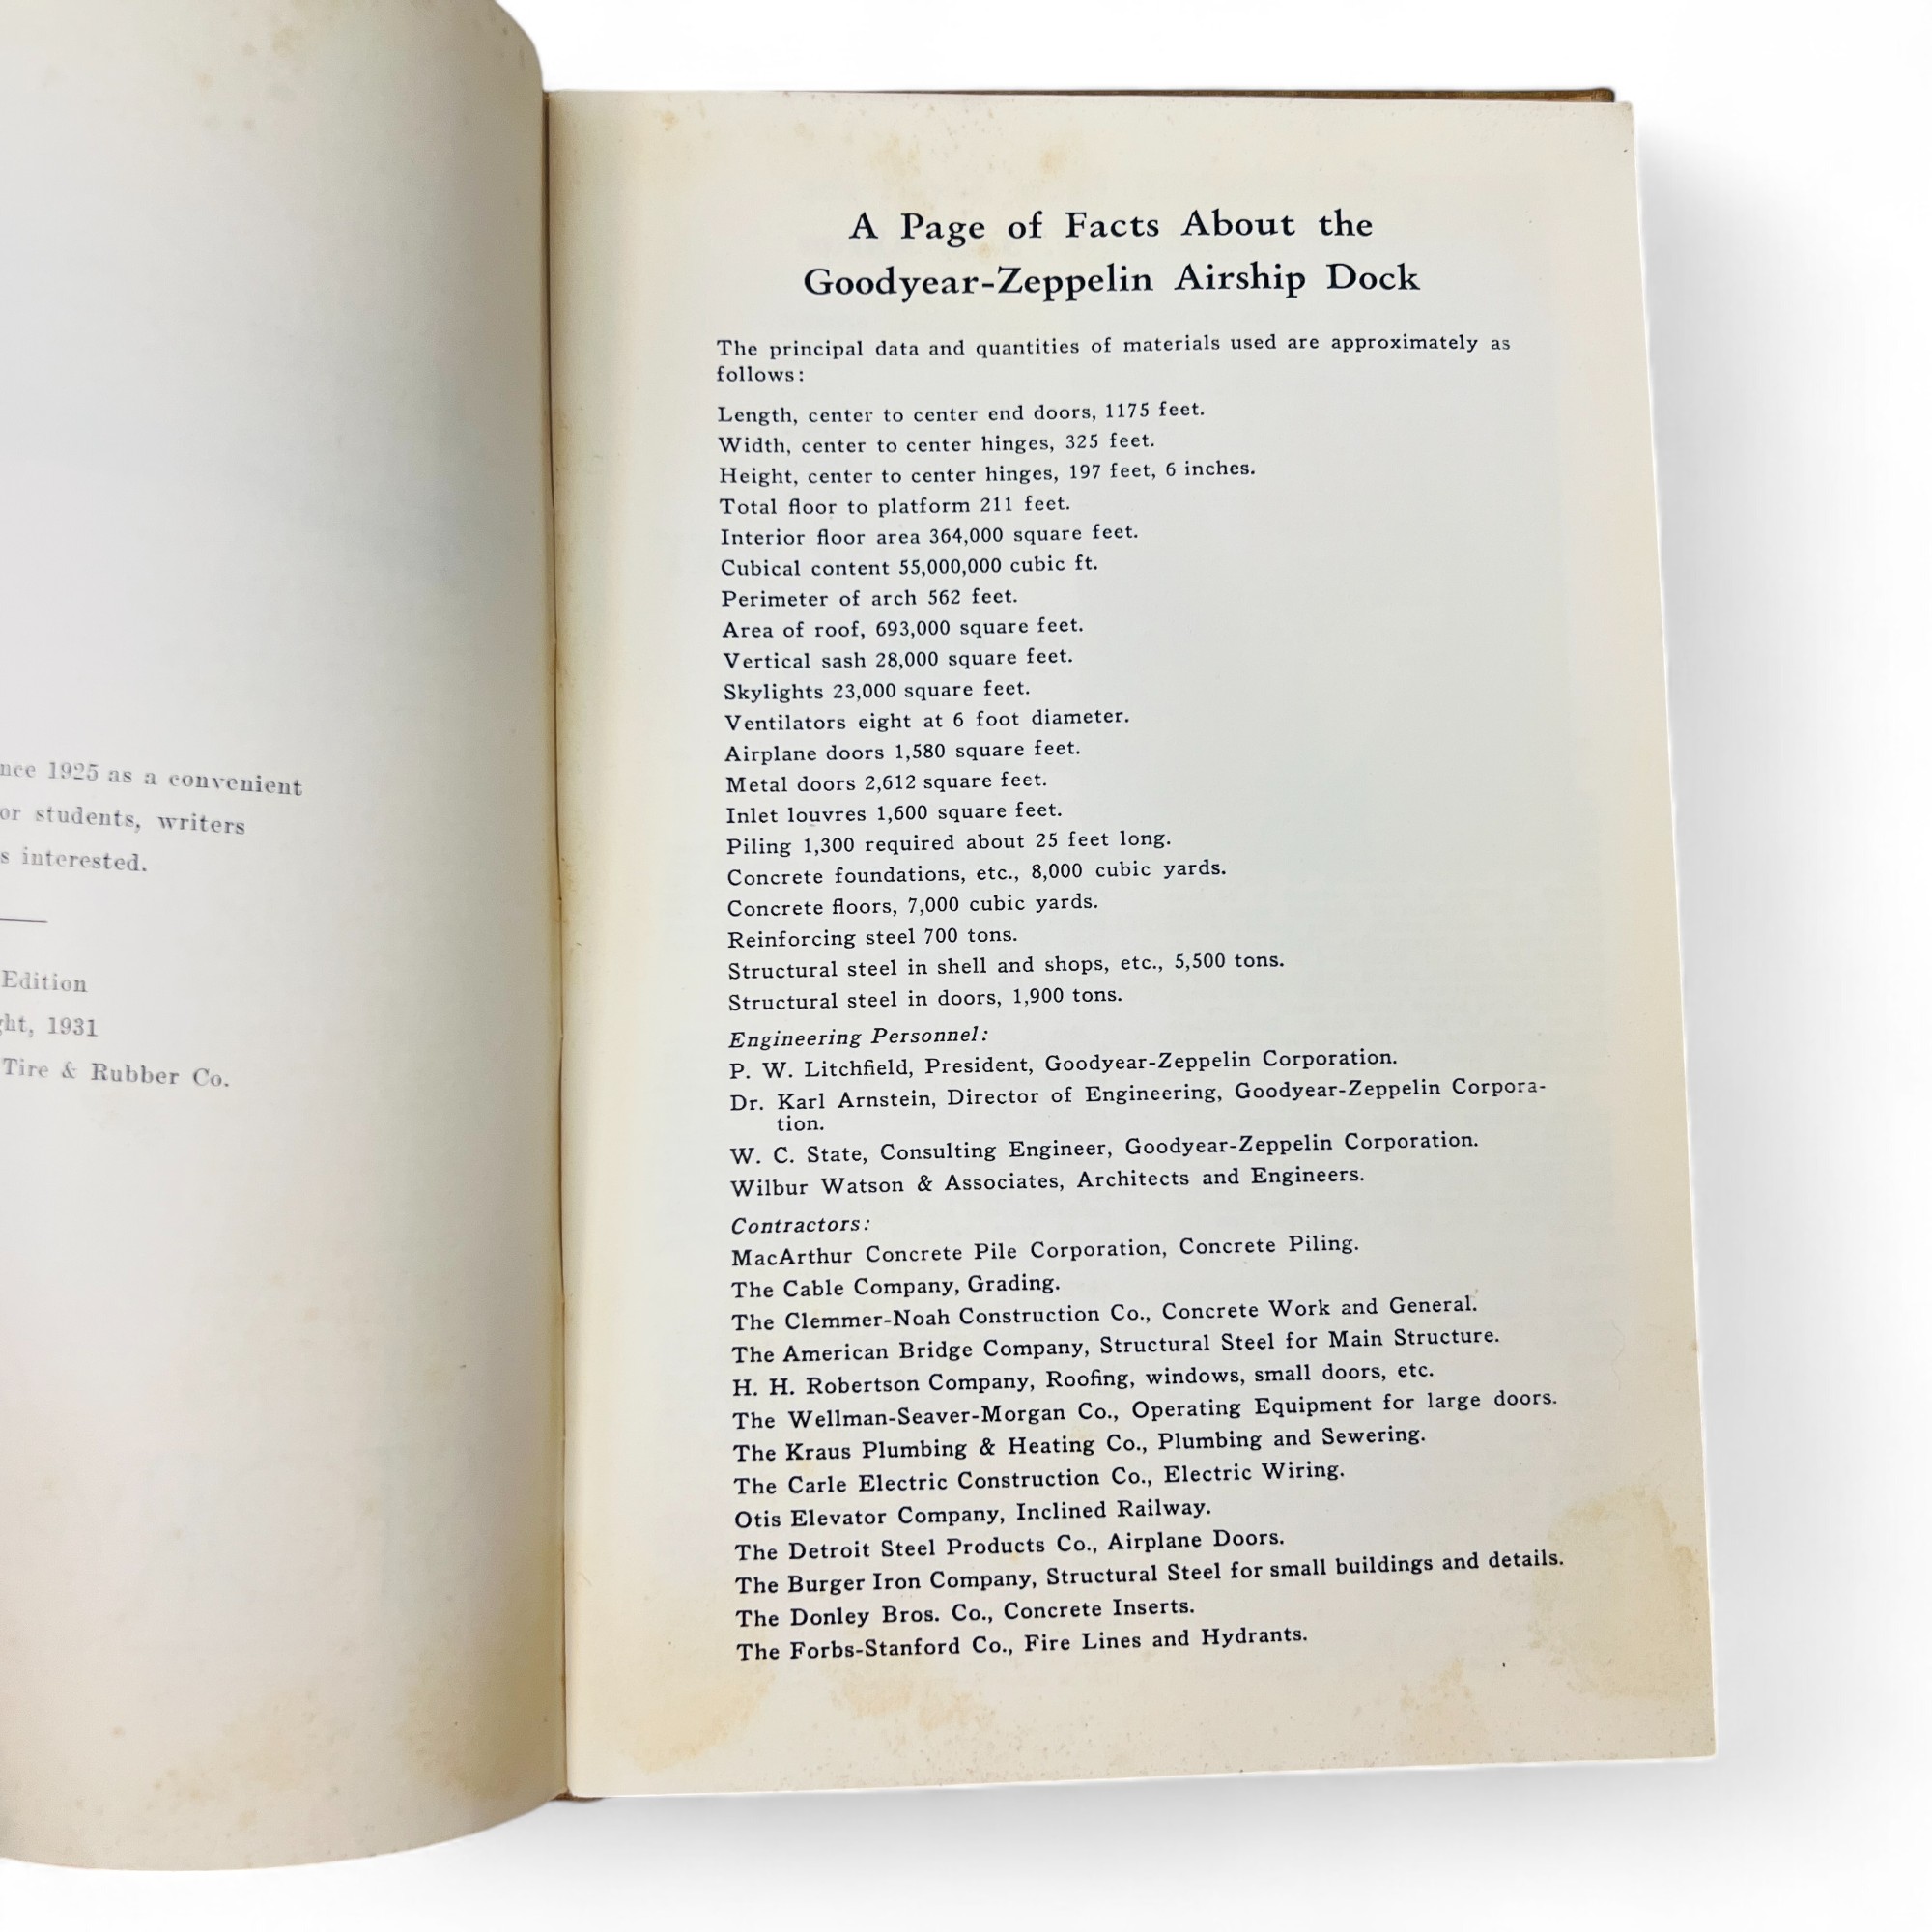 nce 1925 as a convenient
or students, writers
s interested.
Edition
ght, 1931
Tire & Rubber Co.
A Page of Facts About the
Goodyear-Zeppelin Airship Dock
The principal data and quantities of materials used are approximately as
follows:
Length, center to center end doors, 1175 feet.
Width, center to center hinges, 325 feet.
Height, center to center hinges, 197 feet, 6 inches.
Total floor to platform 211 feet.
Interior floor area 364,000 square feet.
Cubical content 55,000,000 cubic ft.
Perimeter of arch 562 feet.
Area of roof, 693,000 square feet.
Vertical sash 28,000 square feet.
Skylights 23,000 square feet.
Ventilators eight at 6 foot diameter.
Airplane doors 1,580 square feet.
Metal doors 2,612 square feet.
Inlet louvres 1,600 square feet.
Piling 1,300 required about 25 feet long.
Concrete foundations, etc., 8,000 cubic yards.
Concrete floors, 7,000 cubic yards.
Reinforcing steel 700 tons.
Structural steel in shell and shops, etc., 5,500 tons.
Structural steel in doors, 1,900 tons.
Engineering Personnel:
P. W. Litchfield, President, Goodyear-Zeppelin Corporation.
Dr. Karl Arnstein, Director of Engineering, Goodyear-Zeppelin Corpora-
tion.
W. C. State, Consulting Engineer, Goodyear-Zeppelin Corporation.
Wilbur Watson & Associates, Architects and Engineers.
Contractors:
MacArthur Concrete Pile Corporation, Concrete Piling.
The Cable Company, Grading.
The Clemmer-Noah Construction Co., Concrete Work and General.
The American Bridge Company, Structural Steel for Main Structure.
H. H. Robertson Company, Roofing, windows, small doors, etc.
The Wellman-Seaver-Morgan Co., Operating Equipment for large doors.
The Kraus Plumbing & Heating Co., Plumbing and Sewering.
The Carle Electric Construction Co., Electric Wiring.
Otis Elevator Company, Inclined Railway.
The Detroit Steel Products Co., Airplane Doors.
The Burger Iron Company, Structural Steel for small buildings and details.
The Donley Bros. Co., Concrete Inserts.
The Forbs-Stanford Co., Fire Lines and Hydrants.